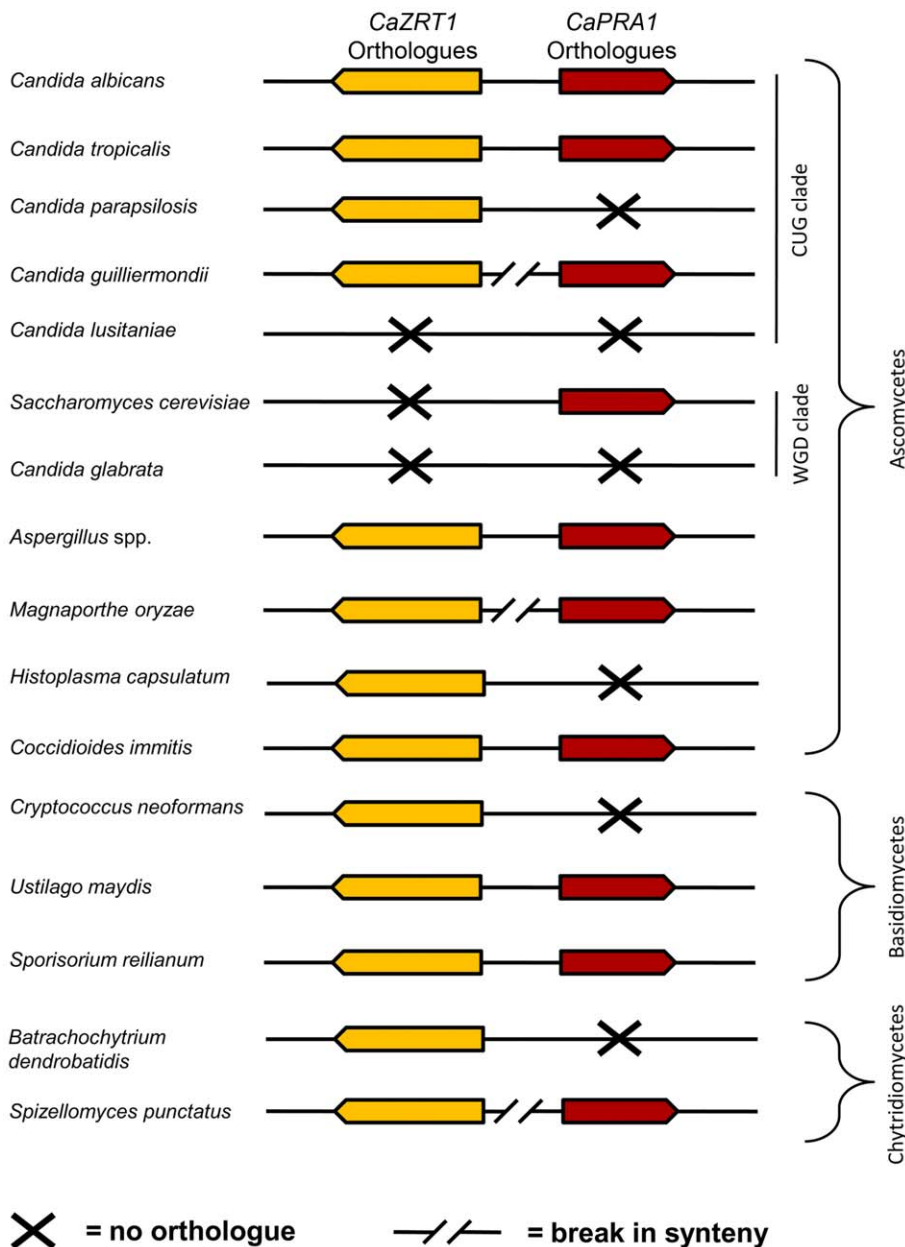 CaZRT1 CaPRA1
Orthologues Orthologues
Candida albicans
Candida tropicalis
Candida parapsilosis
Candida guilliermondii
Candida lusitaniae
CUG clade
Saccharomyces cerevisiae
Candida glabrata
WGD clade
Aspergillus spp.
Magnaporthe oryzae
Histoplasma capsulatum
Coccidioides immitis
Ascomycetes
Cryptococcus neoformans
Ustilago maydis
Sporisorium reilianum
Basidiomycetes
Batrachochytrium
dendrobatidis
Spizellomyces punctatus
Chytridiomycetes
= no orthologue = break in synteny